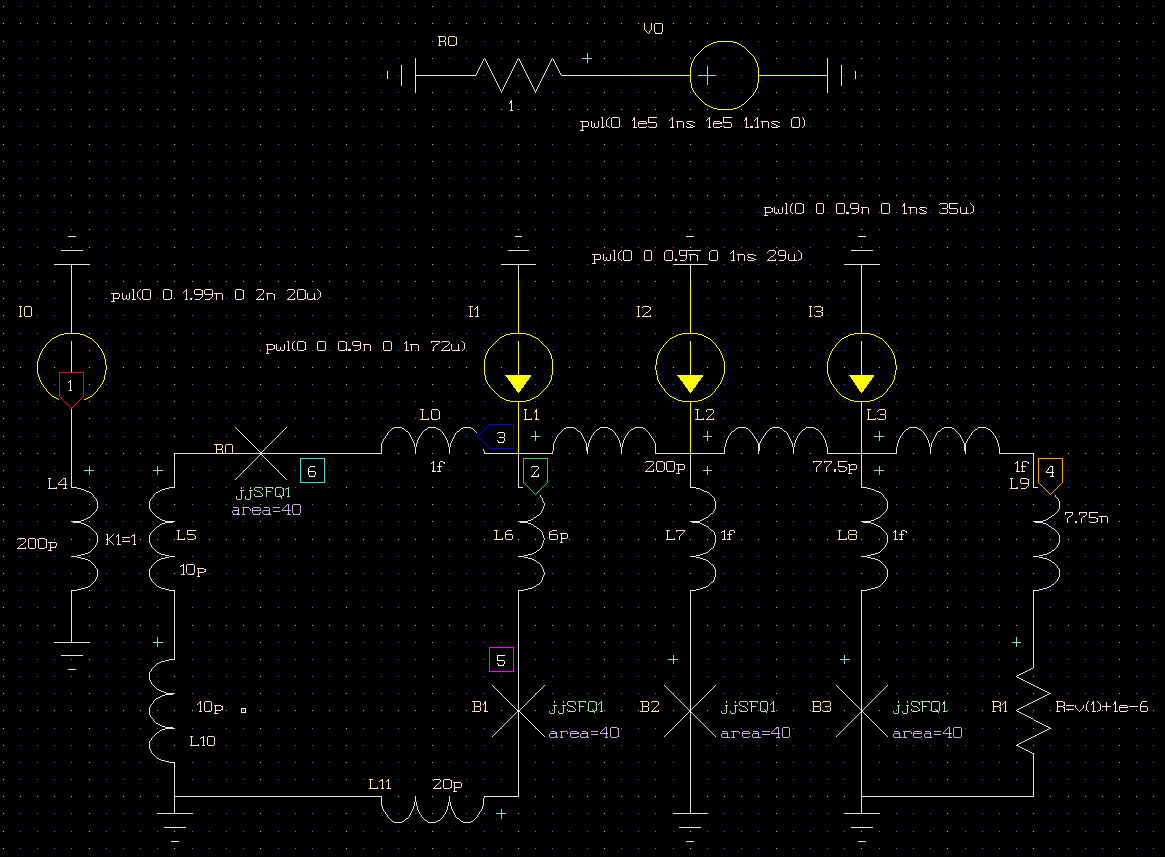 V0
R0
1
pwl(0 1e5 1ns 1e5 1.1ns 0)
pwl(0 0 0.9n 0 1ns 35u)
pwl(0 0 0.9n 0 1ns 29u)
pwl(0 0 1.99n 0 2n 20u)
I0
I1
I2
I3
pwl(0 0 0.9n 0 1n 72u)
1
L0
L1
L2
L3
3
B0
6
1f
2
200p
77.5p
1f
4
L4
L9
jjSFQ1
area=40
7.75n
200p
K1=1
L5
L6
6p
L7
1f
L8
1f
10p
5
10p
B1
jjSFQ1
B2
jjSFQ1
B3
jjSFQ1
R1
R=v(1)+1e-6
area=40
area=40
area=40
L10
L11
20p